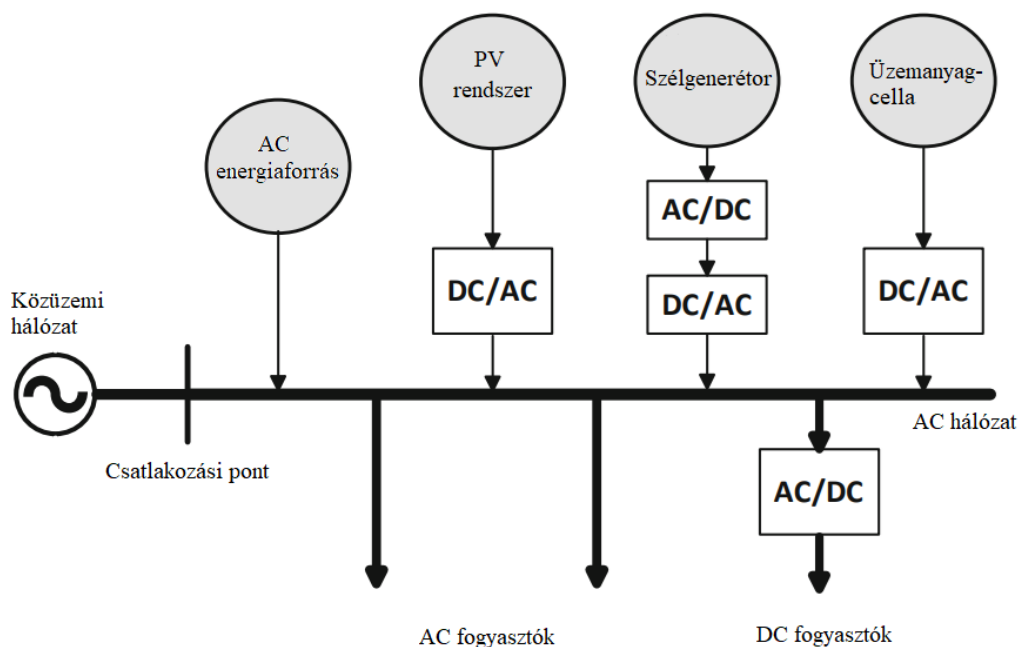 PV
rendszer
Szélgenerétor
Üzemanyag-
cella
AC
energiaforrás
AC/DC
DC/AC
DC/AC
DC/AC
Közüzemi
hálózat
AC hálózat
Csatlakozási pont
AC/DC
AC fogyasztók
DC fogyasztók